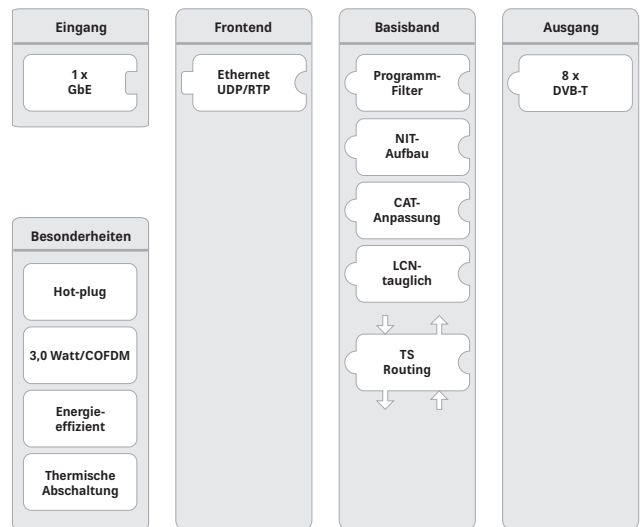 Eingang
1 x
GbE
Frontend
Ethernet
UDP/RTP
Basisband
Programm-
Filter
NIT-
Aufbau
CAT-
Anpassung
LCN-
tauglich
TS
Routing
Ausgang
8 x
DVB-T
Besonderheiten
Hot-plug
3,0 Watt/COFDM
Energie-
effizient
Thermische
Abschaltung